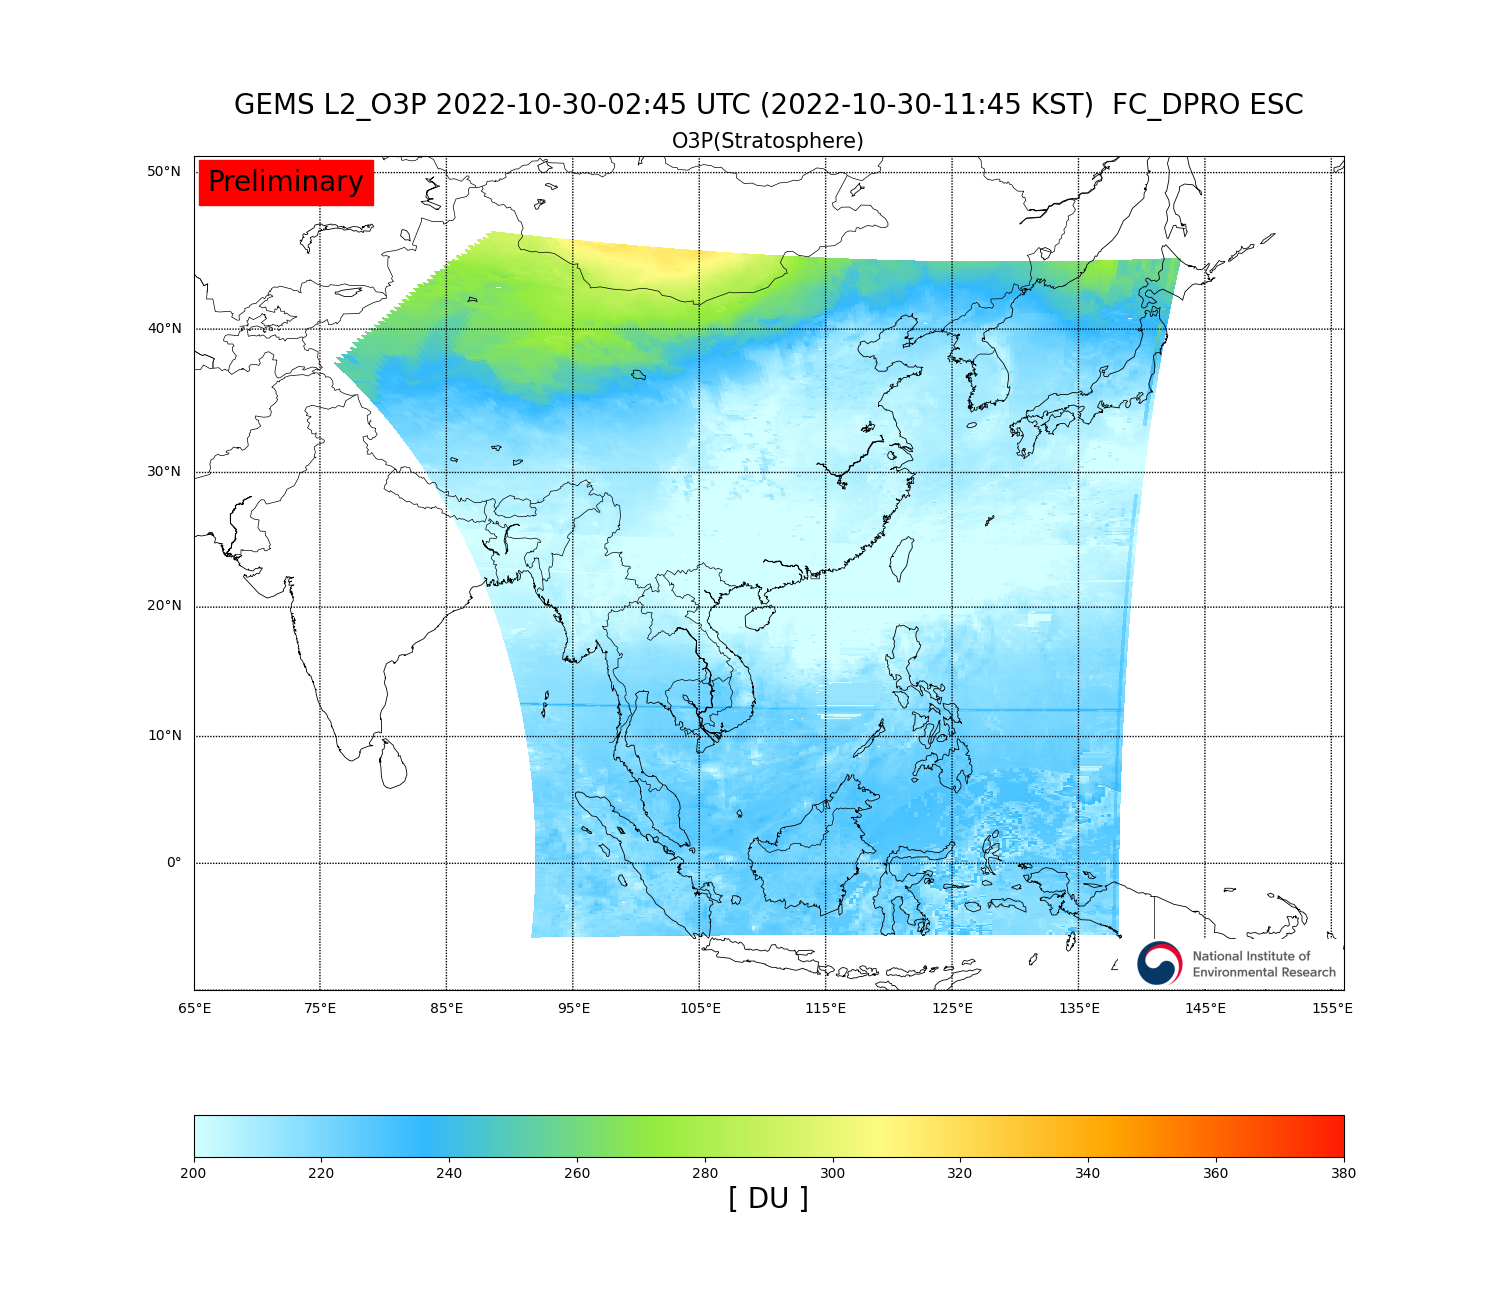 GEMS L2_O3P 2022-10-30-02:45 UTC (2022-10-30-11:45 KST)  FC_DPRO ESC
O3P(Stratosphere)
Preliminary
50°N
40°N
30°N
20°N
10°N
0°
National Institute of
Environmental Research
65°E 75°E 85°E 95°E 105°E 115°E 125°E 135°E 145°E 155°E
200 220 240 260 280 300 320 340 360 380
[ DU ]